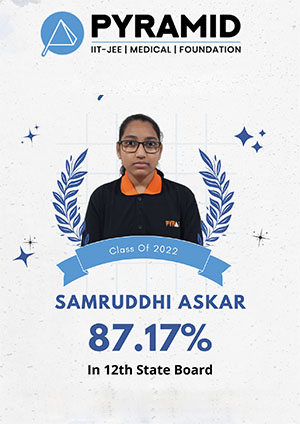 PYRAMID
IIT-JEE | MEDICAL | FOUNDATION
Class Of 2022
SAMRUDDHI ASKAR
87.17%
In 12th State Board